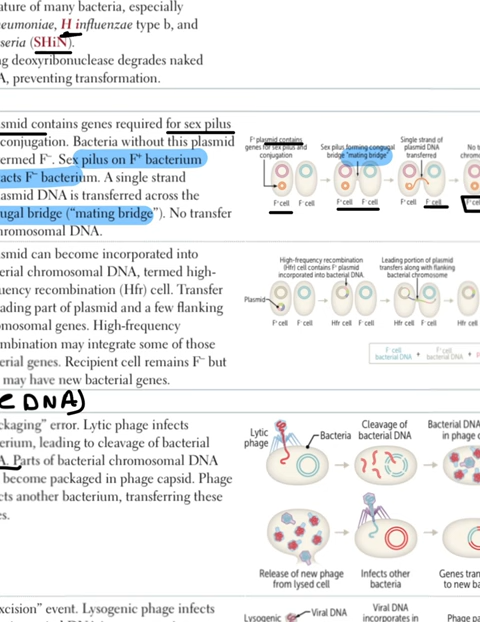 ature of many bacteria, especially
eumoniae, H influenzae type b, and
seria (SHiN).
ng deoxyribonuclease degrades naked
A, preventing transformation.
asmid contains genes required for sex pilus
conjugation. Bacteria without this plasmid
ermed F⁻. Sex pilus on F⁺ bacterium
acts F⁻ bacterium. A single strand
asmid DNA is transferred across the
ugal bridge ("mating bridge"). No transfer
hromosomal DNA.
F⁺ plasmid contains
genes for sex pilus and
conjugation
Sex pilus forming conjugal
bridge "mating bridge"
Single strand of
plasmid DNA
transferred
No t
chromo
F⁺ cell F⁻ cell F⁺ cell F⁻ cell F⁺ cell F⁻ cell F⁺ cel
asmid can become incorporated into
erial chromosomal DNA, termed high-
uency recombination (Hfr) cell. Transfer
ading part of plasmid and a few flanking
omosomal genes. High-frequency
mbination may integrate some of those
erial genes. Recipient cell remains F⁻ but
may have new bacterial genes.
High-frequency recombination
(Hfr) cell contains F⁺ plasmid
incorporated into bacterial DNA
Leading portion of plasmid
transfers along with flanking
bacterial chromosome
Plasmid
F⁺ cell F⁻ cell Hfr cell F⁻ cell Hfr cell F⁻ cell Hfr cell
F⁻ cell
bacterial DNA
F⁺ cell
bacterial DNA
e DNA)
ckaging" error. Lytic phage infects
erium, leading to cleavage of bacterial
A. Parts of bacterial chromosomal DNA
become packaged in phage capsid. Phage
cts another bacterium, transferring these
es.
Lytic
phage
Bacteria
Cleavage of
bacterial DNA
Bacterial DNA
in phage c
Release of new phage
from lysed cell
Infects other
bacteria
Genes tran
to new ba
xcision" event. Lysogenic phage infects
Lysogenic
Viral DNA
Viral DNA
incorporates in
Phage pa